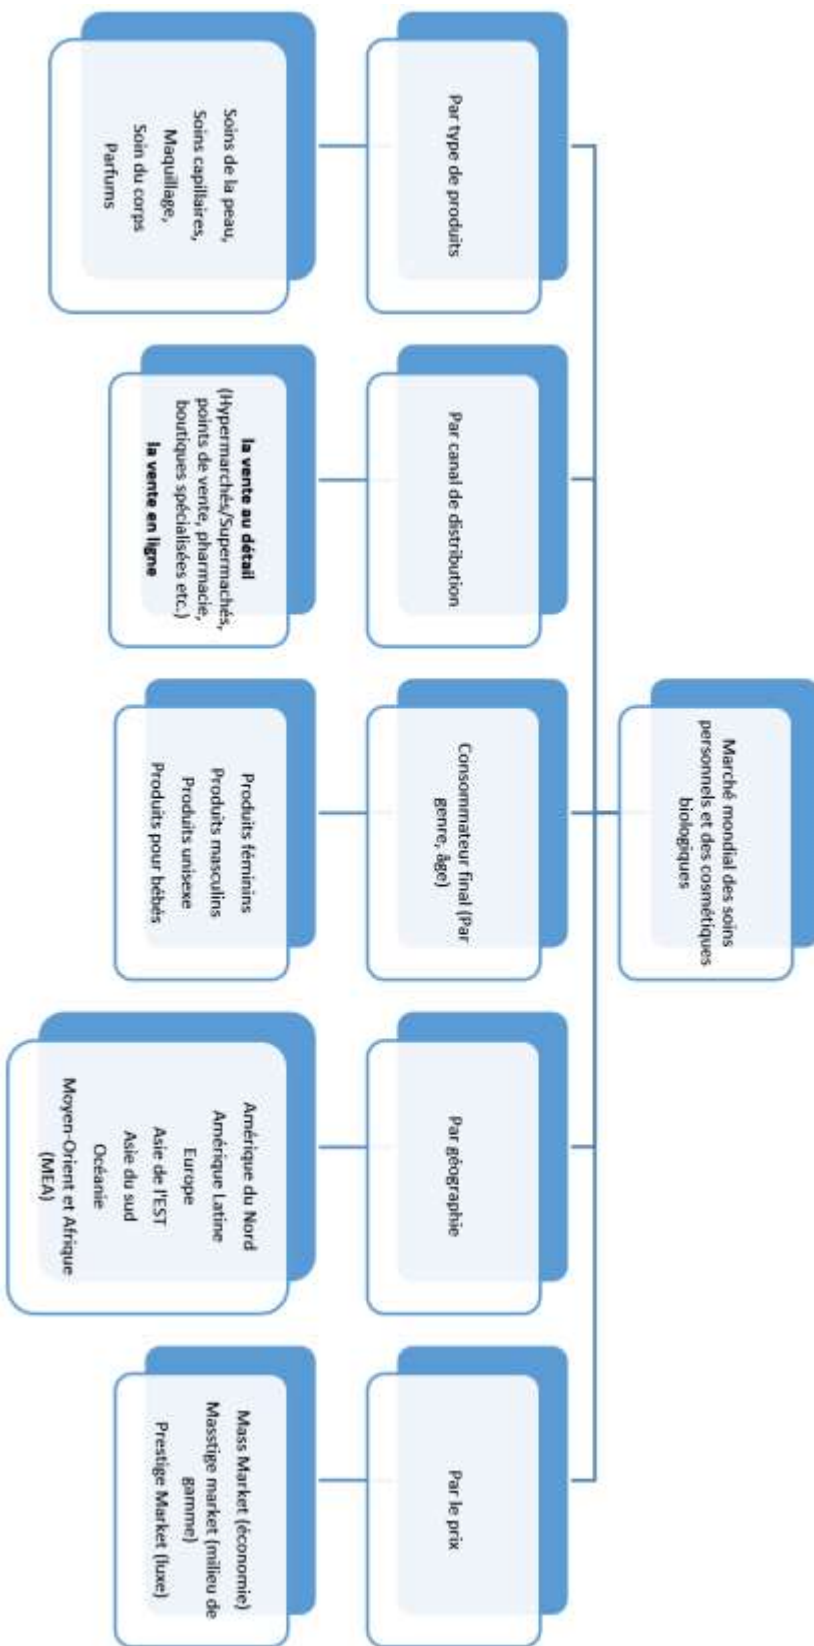 Marché mondial des soins
personnels et des cosmétiques
biologiques
Par type de produits
Soins de la peau,
Soins capillaires,
Maquillage,
Soin du corps
Parfums
Par canal de distribution
la vente au détail
(Hypermarchés/Supermachés,
points de vente, pharmacie,
boutiques spécialisées etc.)
la vente en ligne
Consommateur final (Par
genre, âge)
Produits féminins
Produits masculins
Produits unisexe
Produits pour bébés
Par géographie
Amérique du Nord
Amérique Latine
Europe
Asie de l'EST
Asie du sud
Océanie
Moyen-Orient et Afrique
(MEA)
Par le prix
Mass Market (économie)
Masstige market (milieu de
gamme)
Prestige Market (luxe)